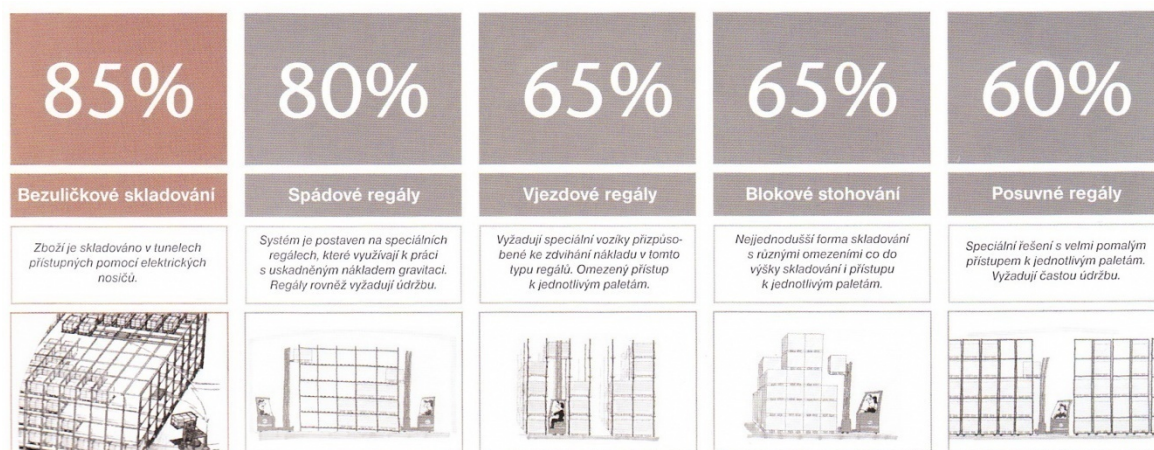 85%
80%
65%
65%
60%
Bezuličkové skladování
Spádové regály
Vjezdové regály
Blokové stohování
Posuvné regály
Zboží je skladováno v tunelech
přístupných pomocí elektrických
nosičů.
Systém je postaven na speciálních
regálech, které využívají k práci
s uskadněným nákladem gravitaci.
Regály rovněž vyžadují údržbu.
Vyžadují speciální vozíky přizpůso-
bené ke zdvihání nákladu v tomto
typu regálů. Omezený přístup
k jednotlivým paletám.
Nejjednodušší forma skladování
s různými omezeními co do
výšky skladování i přístupu
k jednotlivým paletám.
Speciální řešení s velmi pomalým
přístupem k jednotlivým paletám.
Vyžadují častou údržbu.